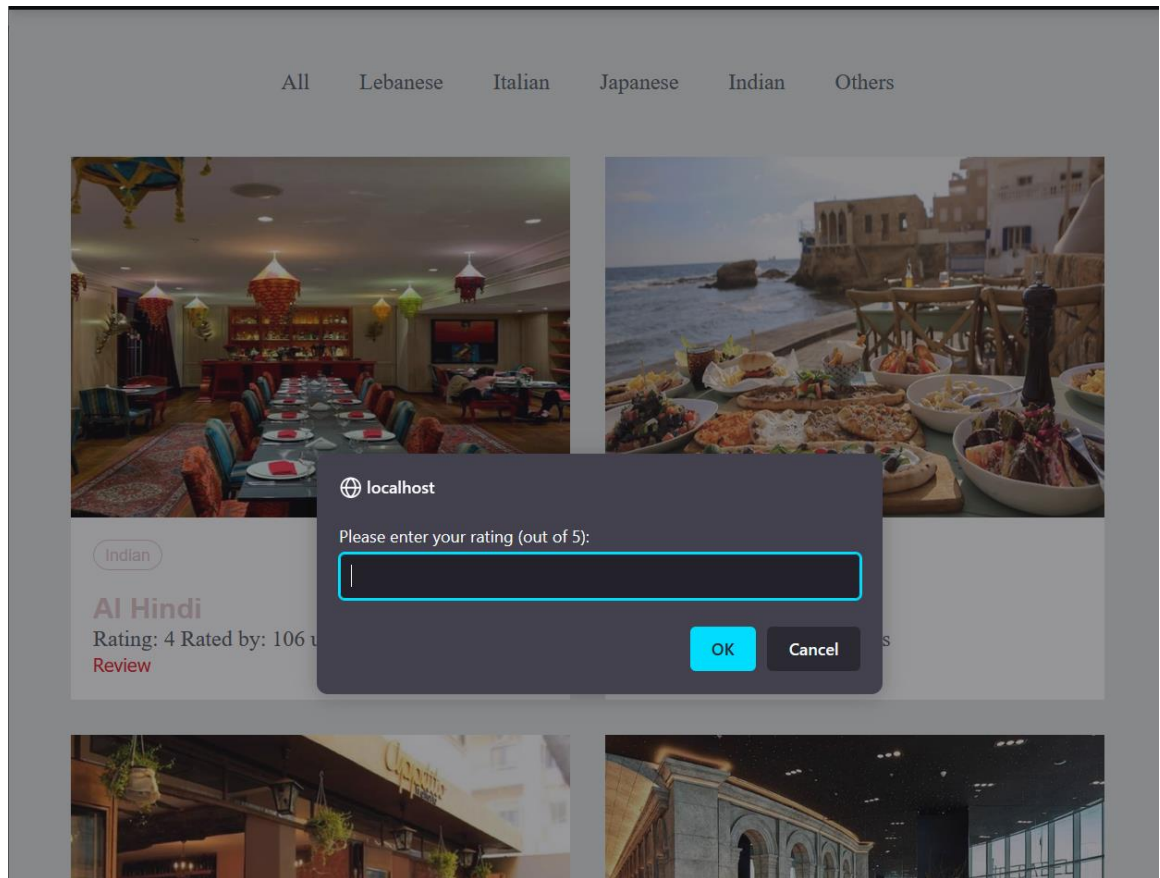 All Lebanese Italian Japanese Indian Others
Indian
Al Hindi
Rating: 4 Rated by: 106 u
Review
localhost
Please enter your rating (out of 5):
OK Cancel
s